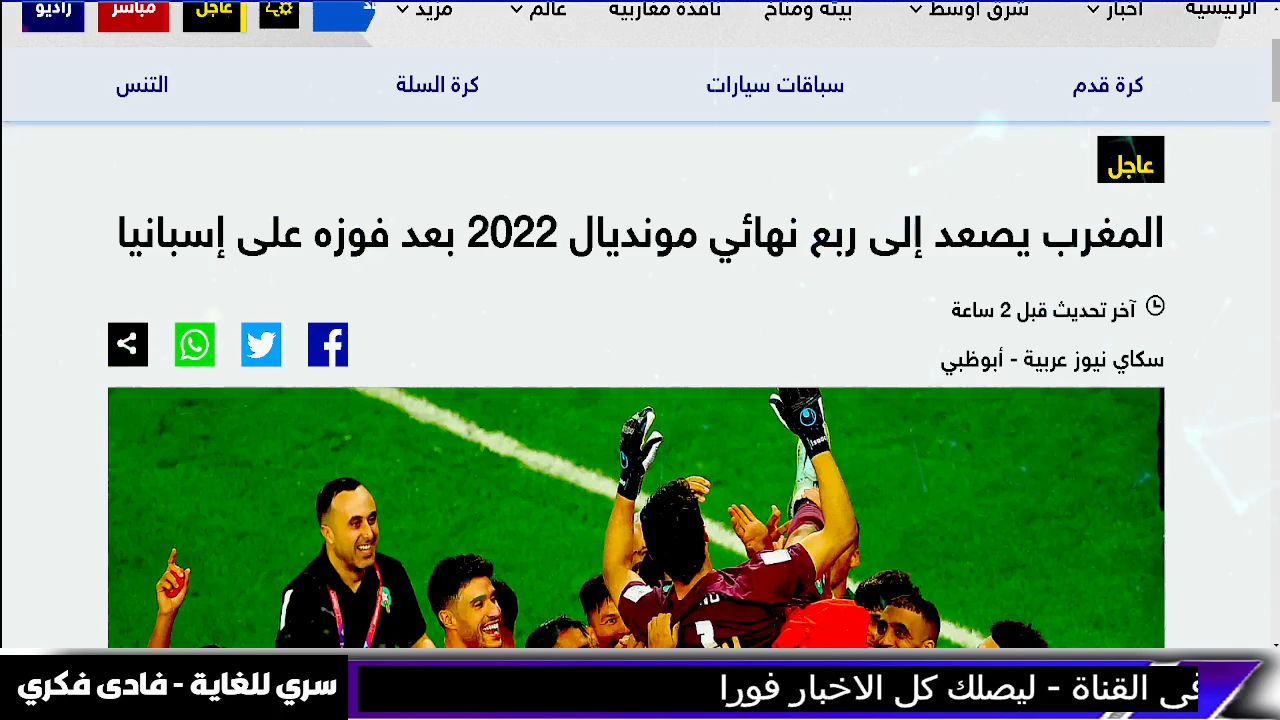 الرئيسية أخبار شرق أوسط عالم نافذة مغاربية بيئة ومناخ مزيد عاجل مباشر راديو
كرة قدم سباقات سيارات كرة السلة التنس
عاجل
المغرب يصعد إلى ربع نهائي مونديال 2022 بعد فوزه على إسبانيا
آخر تحديث قبل 2 ساعة
سكاي نيوز عربية - أبوظبي
فى القناة - ليصلك كل الاخبار فورا
سري للغاية - فادى فكري